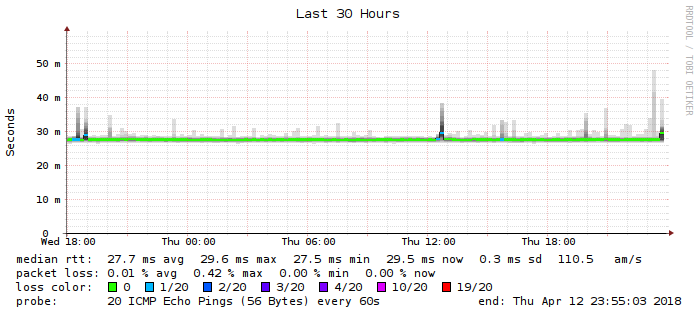 Last 30 Hours
RRDTOOL / TOBI OETIKER
Seconds
50 m
40 m
30 m
20 m
10 m
0
Wed 18:00 Thu 00:00 Thu 06:00 Thu 12:00 Thu 18:00
median rtt: 27.7 ms avg 29.6 ms max 27.5 ms min 29.5 ms now 0.3 ms sd 110.5 am/s
packet loss: 0.01 % avg 0.42 % max 0.00 % min 0.00 % now
loss color: 0 1/20 2/20 3/20 4/20 10/20 19/20
probe: 20 ICMP Echo Pings (56 Bytes) every 60s end: Thu Apr 12 23:55:03 2018